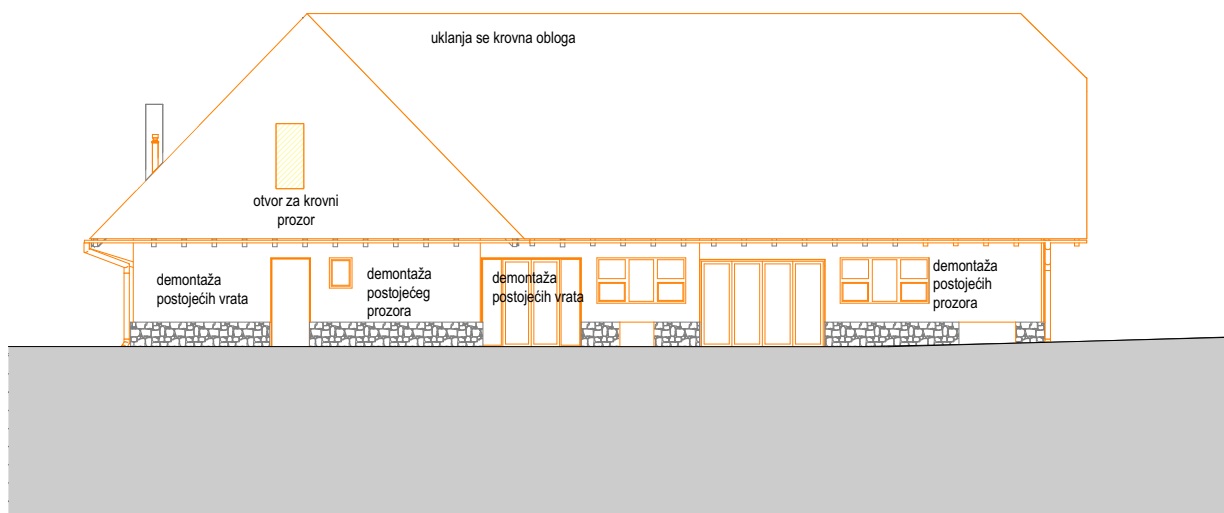 uklanja se krovna obloga
otvor za krovni
prozor
demontaža
postojećih vrata
demontaža
postojećeg
prozora
demontaža
postojećih vrata
demontaža
postojećih
prozora